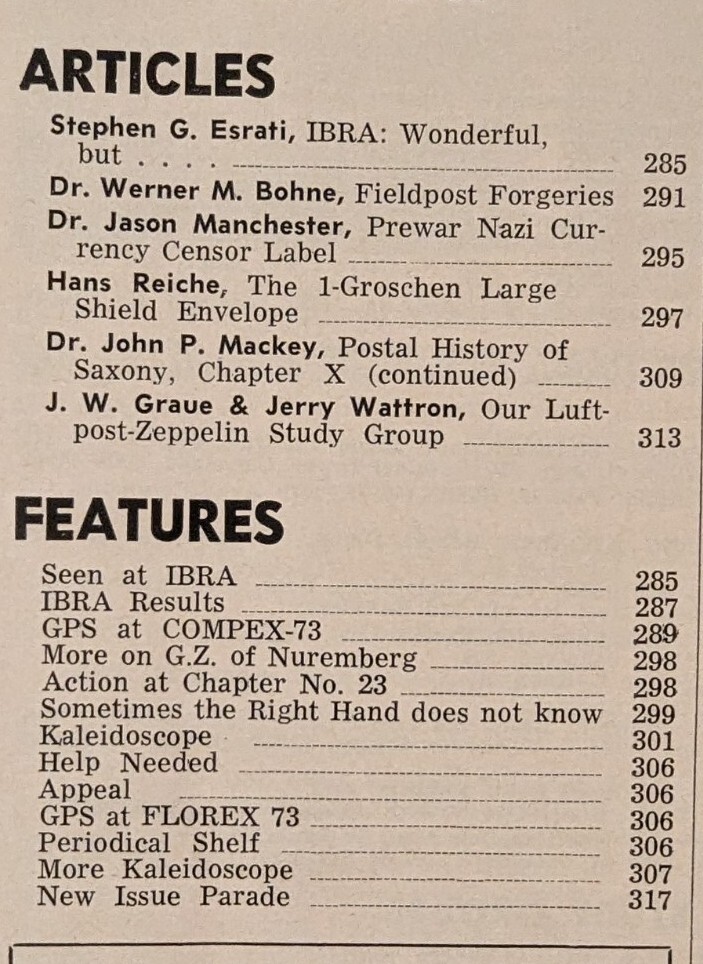 ARTICLES
Stephen G. Esrati, IBRA: Wonderful,
but . . . . 285
Dr. Werner M. Bohne, Fieldpost Forgeries 291
Dr. Jason Manchester, Prewar Nazi Cur-
rency Censor Label 295
Hans Reiche, The 1-Groschen Large
Shield Envelope 297
Dr. John P. Mackey, Postal History of
Saxony, Chapter X (continued) 309
J. W. Graue & Jerry Wattron, Our Luft-
post-Zeppelin Study Group 313
FEATURES
Seen at IBRA 285
IBRA Results 287
GPS at COMPEX-73 289
More on G.Z. of Nuremberg 298
Action at Chapter No. 23 298
Sometimes the Right Hand does not know 299
Kaleidoscope 301
Help Needed 306
Appeal 306
GPS at FLOREX 73 306
Periodical Shelf 306
More Kaleidoscope 307
New Issue Parade 317